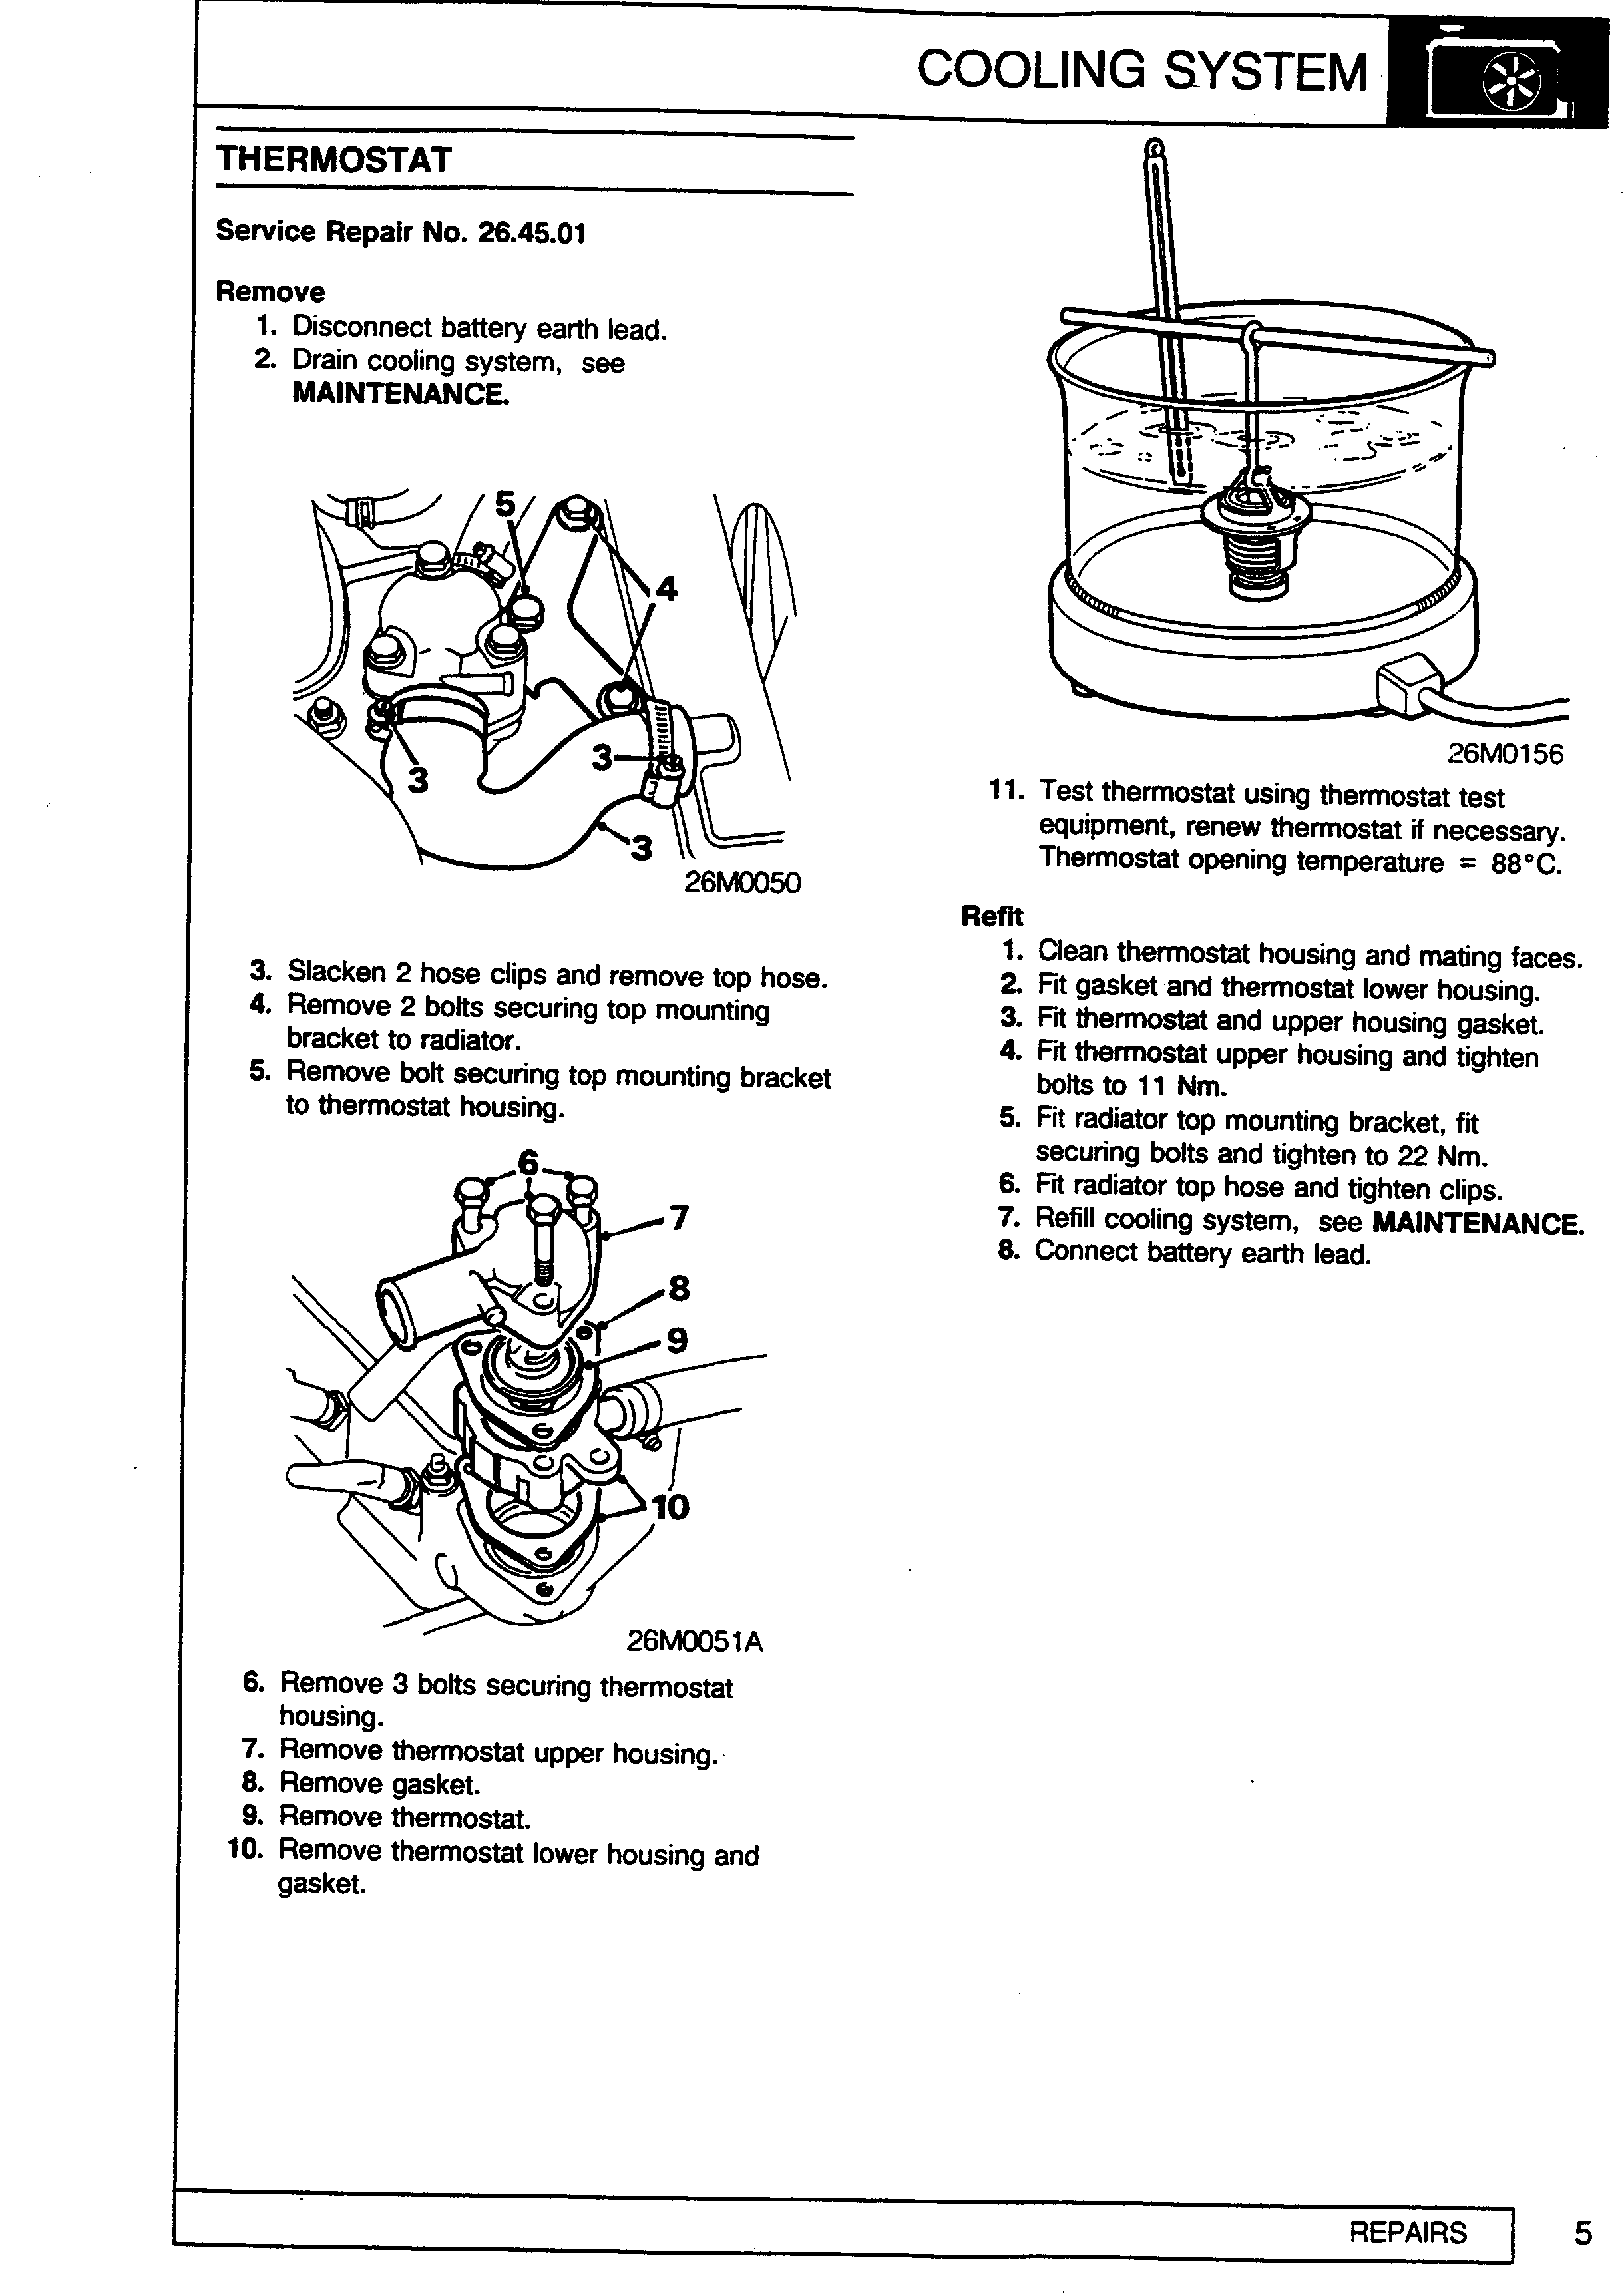 COOLING SYSTEM
THERMOSTAT
Service Repair No. 26.45.01
Remove
1. Disconnect battery earth lead.
2. Drain cooling system, see
MAINTENANCE.
5
4
3
3
3
26M0050
3. Slacken 2 hose clips and remove top hose.
4. Remove 2 bolts securing top mounting
bracket to radiator.
5. Remove bolt securing top mounting bracket
to thermostat housing.
6
7
8
9
10
26M0051A
6. Remove 3 bolts securing thermostat
housing.
7. Remove thermostat upper housing.
8. Remove gasket.
9. Remove thermostat.
10. Remove thermostat lower housing and
gasket.
26M0156
11. Test thermostat using thermostat test
equipment, renew thermostat if necessary.
Thermostat opening temperature = 88°C.
Refit
1. Clean thermostat housing and mating faces.
2. Fit gasket and thermostat lower housing.
3. Fit thermostat and upper housing gasket.
4. Fit thermostat upper housing and tighten
bolts to 11 Nm.
5. Fit radiator top mounting bracket, fit
securing bolts and tighten to 22 Nm.
6. Fit radiator top hose and tighten clips.
7. Refill cooling system, see MAINTENANCE.
8. Connect battery earth lead.
REPAIRS
5